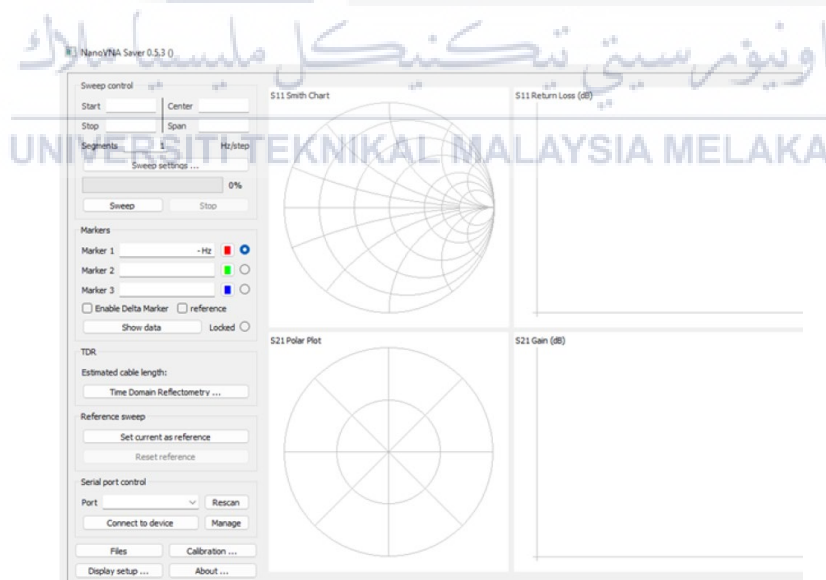 اونيورسيتي تيكنيكل مليسيا ملاك
NanoVNA Saver 0.5.3 ()
UNIVERSITI TEKNIKAL MALAYSIA MELAKA
Sweep control
Start
Center
Stop
Span
Segments
1
Hz/step
Sweep settings ...
0%
Sweep
Stop
Markers
Marker 1
- Hz
Marker 2
Marker 3
Enable Delta Marker
reference
Show data
Locked
TDR
Estimated cable length:
Time Domain Reflectometry ...
Reference sweep
Set current as reference
Reset reference
Serial port control
Port
Rescan
Connect to device
Manage
Files
Calibration ...
Display setup ...
About ...
S11 Smith Chart
S11 Return Loss (dB)
S21 Polar Plot
S21 Gain (dB)